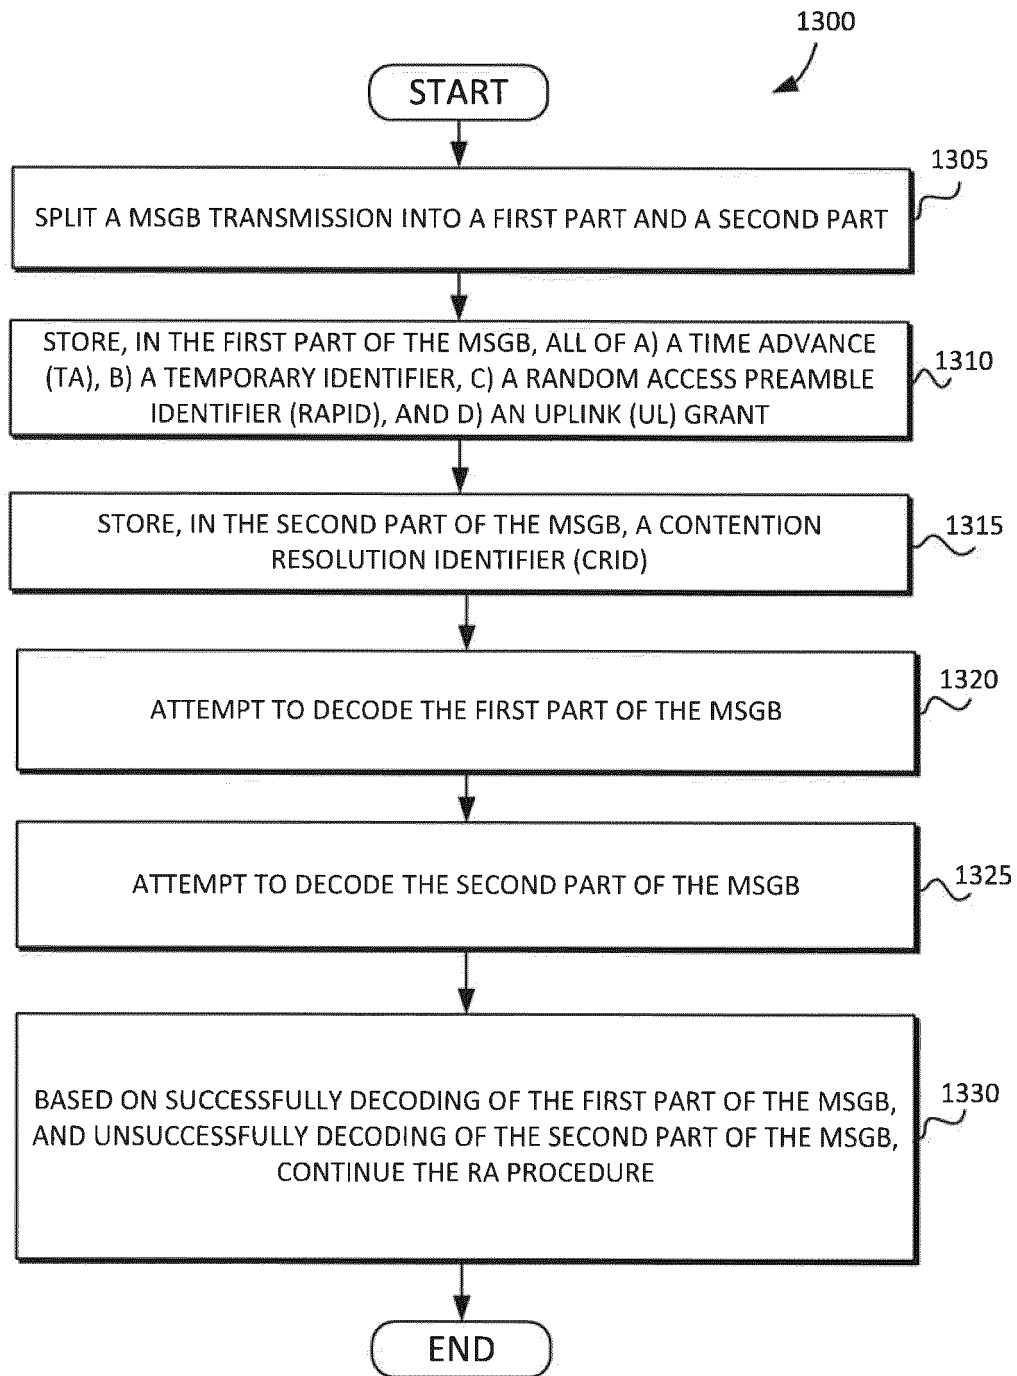 1300
START
1305
SPLIT A MSGB TRANSMISSION INTO A FIRST PART AND A SECOND PART
STORE, IN THE FIRST PART OF THE MSGB, ALL OF A) A TIME ADVANCE
(TA), B) A TEMPORARY IDENTIFIER, C) A RANDOM ACCESS PREAMBLE
IDENTIFIER (RAPID), AND D) AN UPLINK (UL) GRANT
1310
STORE, IN THE SECOND PART OF THE MSGB, A CONTENTION
RESOLUTION IDENTIFIER (CRID)
1315
ATTEMPT TO DECODE THE FIRST PART OF THE MSGB
1320
ATTEMPT TO DECODE THE SECOND PART OF THE MSGB
1325
BASED ON SUCCESSFULLY DECODING OF THE FIRST PART OF THE MSGB,
AND UNSUCCESSFULLY DECODING OF THE SECOND PART OF THE MSGB,
CONTINUE THE RA PROCEDURE
1330
END